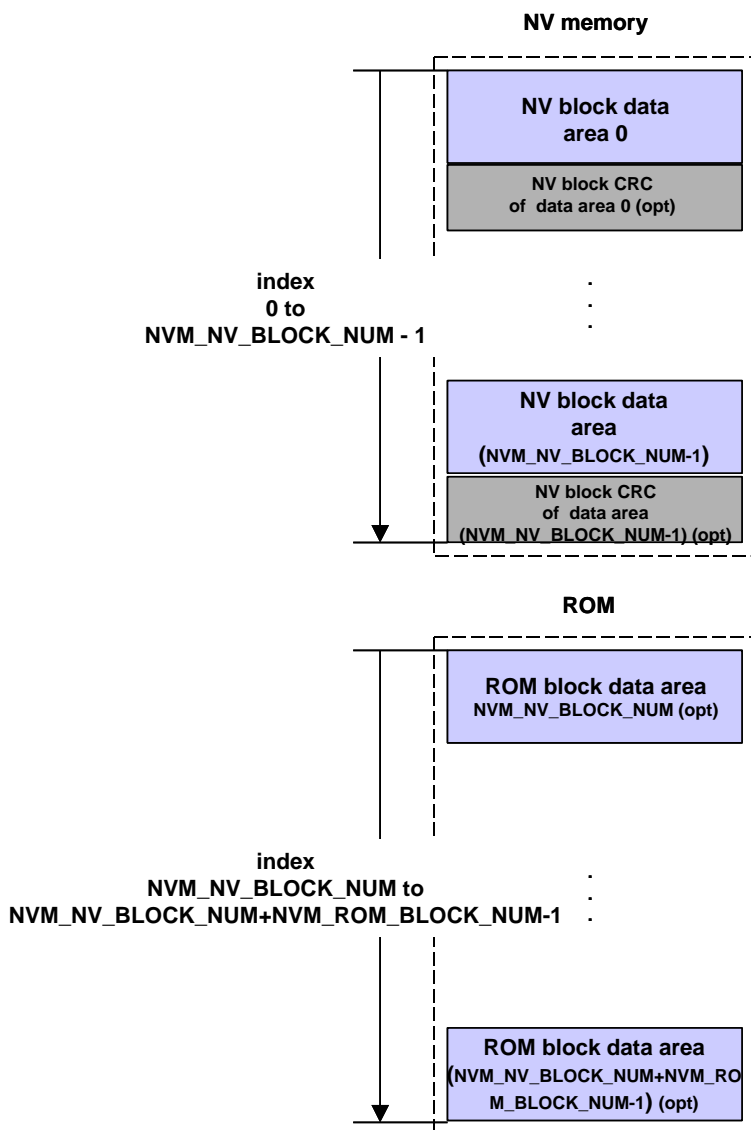 NV memory
NV block data
area 0
NV block CRC
of data area 0 (opt)
index
0 to
NVM_NV_BLOCK_NUM - 1
.
.
.
NV block data
area
(NVM_NV_BLOCK_NUM-1)
NV block CRC
of data area
(NVM_NV_BLOCK_NUM-1) (opt)
ROM
ROM block data area
NVM_NV_BLOCK_NUM (opt)
index
NVM_NV_BLOCK_NUM to
NVM_NV_BLOCK_NUM+NVM_ROM_BLOCK_NUM-1
.
.
.
ROM block data area
(NVM_NV_BLOCK_NUM+NVM_RO
M_BLOCK_NUM-1) (opt)